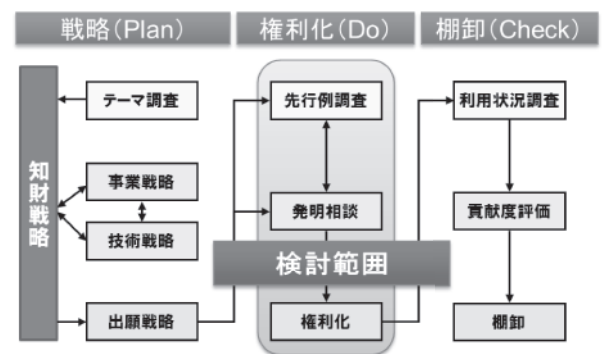 戦略(Plan)
権利化(Do)
棚卸(Check)
知財戦略
テーマ調査
事業戦略
技術戦略
出願戦略
先行例調査
発明相談
検討範囲
権利化
利用状況調査
貢献度評価
棚卸